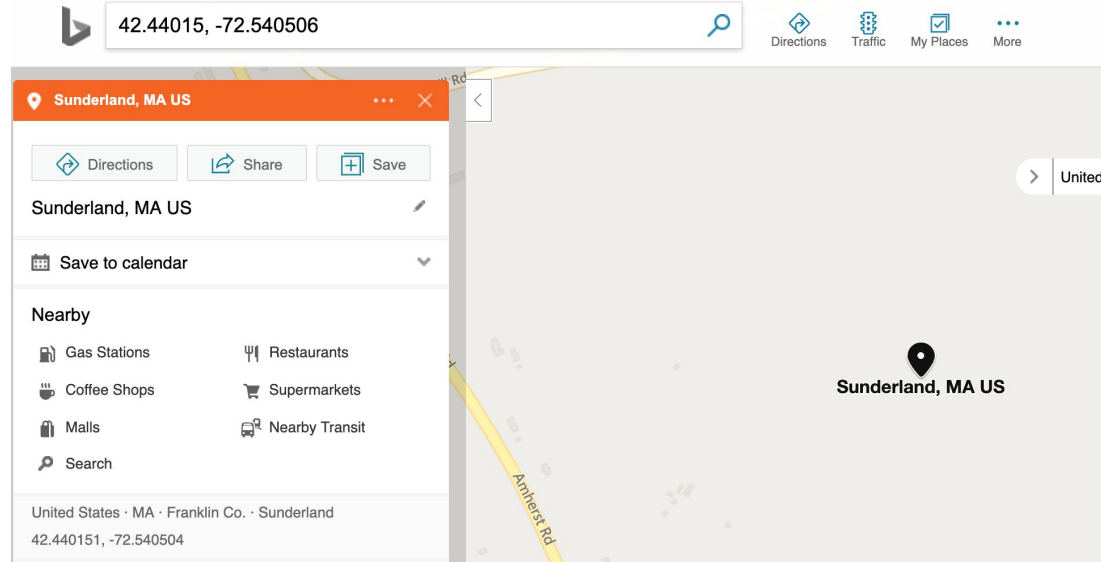 42.44015, -72.540506
Directions
Traffic
My Places
More
Rd
Sunderland, MA US
Directions
Share
Save
Sunderland, MA US
Save to calendar
Nearby
Gas Stations
Restaurants
Coffee Shops
Supermarkets
Malls
Nearby Transit
Search
United States · MA · Franklin Co. · Sunderland
42.440151, -72.540504
United
Sunderland, MA US
Amherst Rd